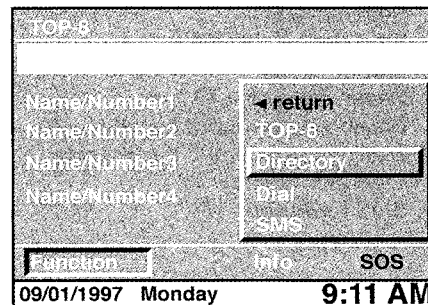 TOP-8
Name/Number1
Name/Number2
Name/Number3
Name/Number4
◄ return
TOP-8
Directory
Dial
SMS
Function Info SOS
09/01/1997 Monday 9:11 AM